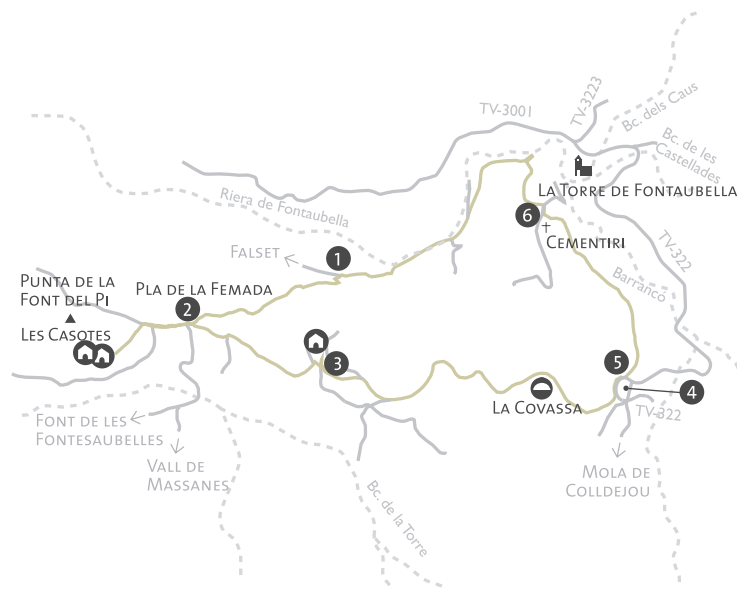 TV-3223
Bc. dels Caus
TV-3001
Bc. de les
Castellades
La Torre de Fontaubella
Riera de Fontaubella
6
Cementiri
TV-322
Falset
1
Barrancó
Punta de la
Font del Pi
Pla de la Femada
2
Les Casotes
3
5
4
La Covassa
TV-322
Font de les
Fontesaubelles
Vall de
Massanes
Mola de
Colldejou
Bc. de la Torre